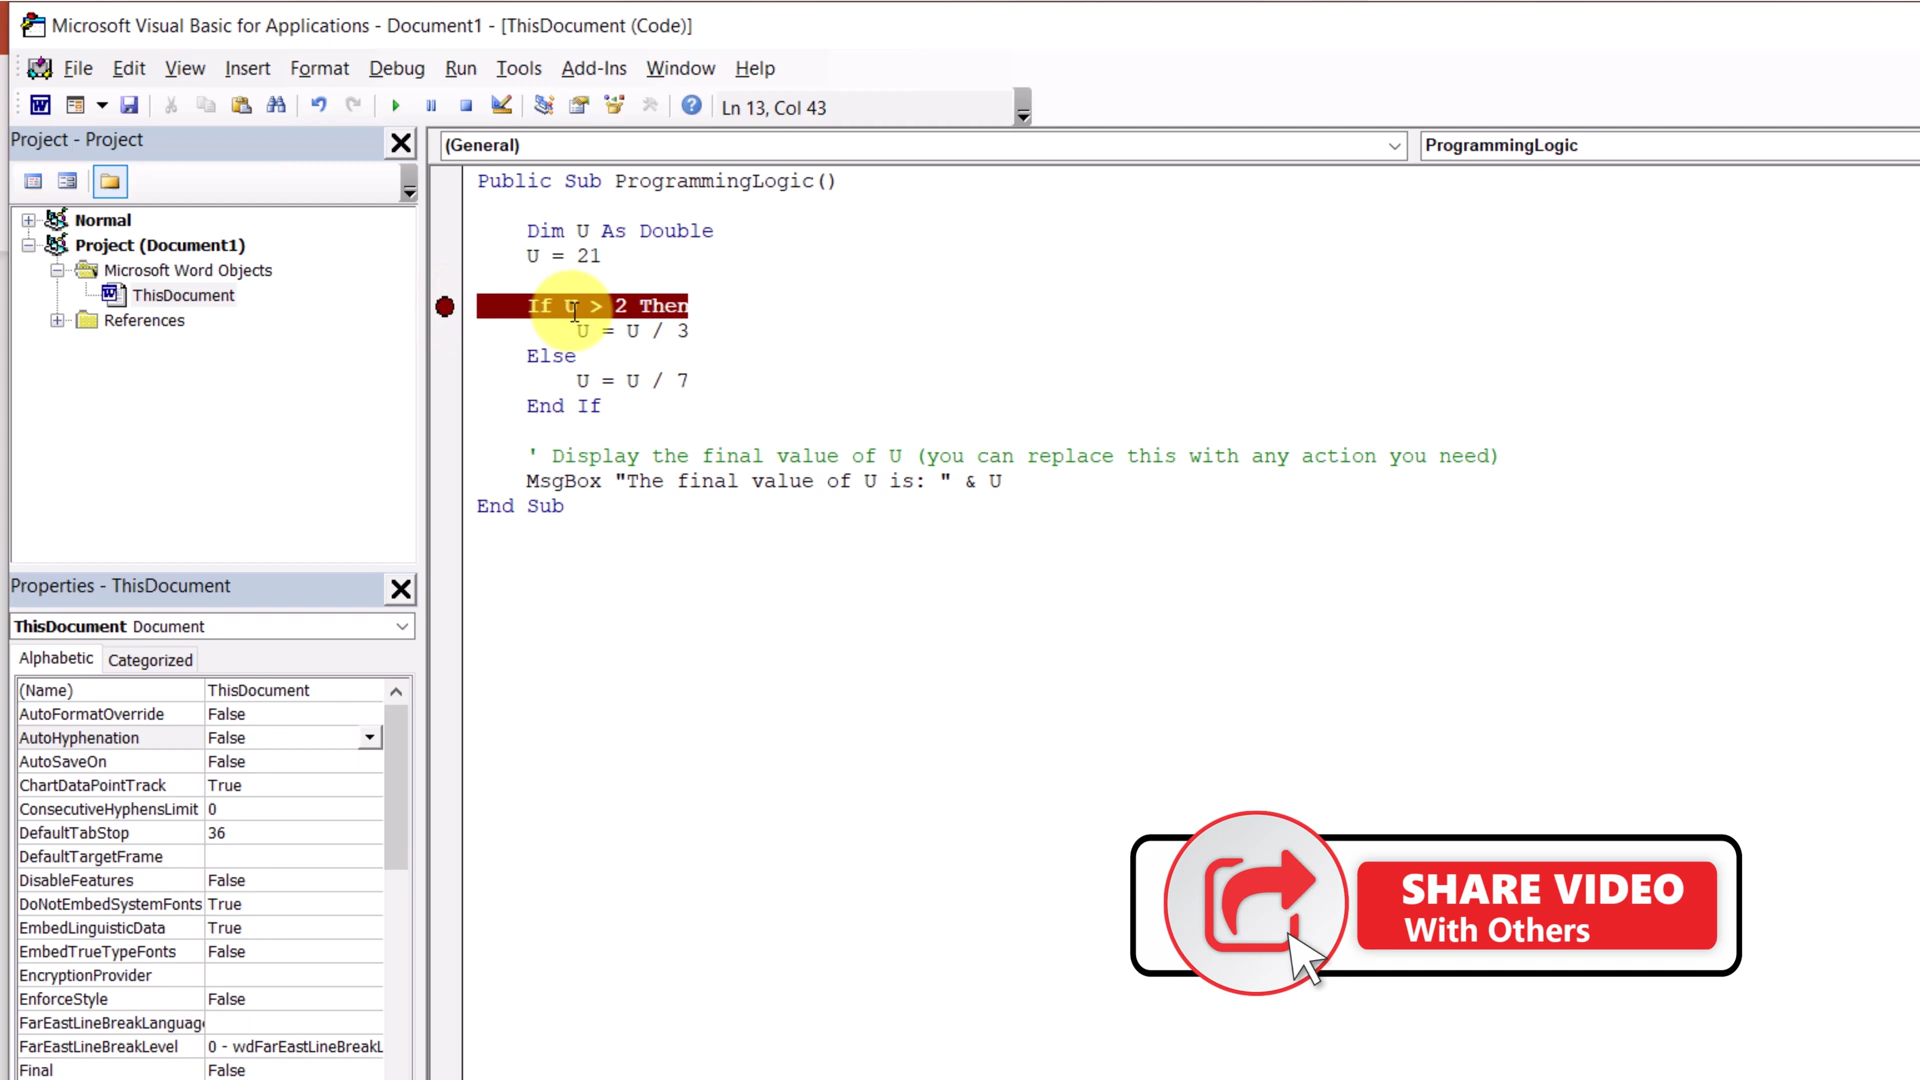 Microsoft Visual Basic for Applications - Document1 - [ThisDocument (Code)]
File Edit View Insert Format Debug Run Tools Add-Ins Window Help
Ln 13, Col 43
Project - Project
(General)
ProgrammingLogic
Normal
Project (Document1)
Microsoft Word Objects
ThisDocument
References
Public Sub ProgrammingLogic()
Dim U As Double
U = 21
If U > 2 Then
U = U / 3
Else
U = U / 7
End If
' Display the final value of U (you can replace this with any action you need)
MsgBox "The final value of U is: " & U
End Sub
Properties - ThisDocument
ThisDocument Document
Alphabetic Categorized
(Name) ThisDocument
AutoFormatOverride False
AutoHyphenation False
AutoSaveOn False
ChartDataPointTrack True
ConsecutiveHyphensLimit 0
DefaultTabStop 36
DefaultTargetFrame
DisableFeatures False
DoNotEmbedSystemFonts True
EmbedLinguisticData True
EmbedTrueTypeFonts False
EncryptionProvider
EnforceStyle False
FarEastLineBreakLanguag
FarEastLineBreakLevel 0 - wdFarEastLineBreakL
Final False
SHARE VIDEO
With Others